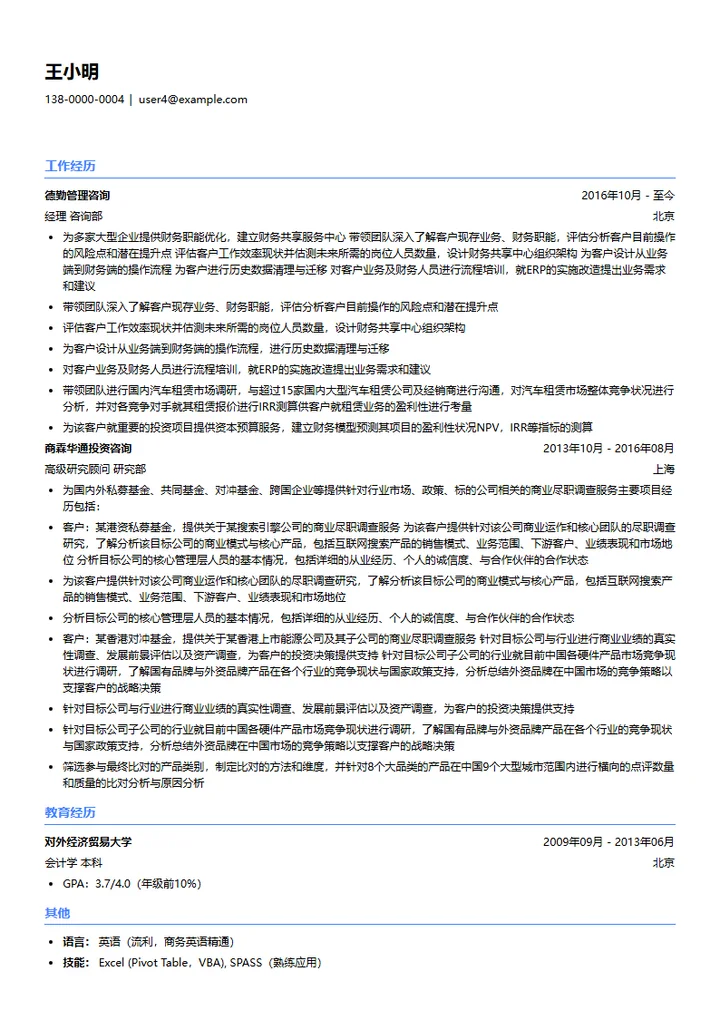 王小明
138-0000-0004 | user4@example.com
工作经历
德勤管理咨询 2016年10月 - 至今
经理 咨询部 北京
• 为多家大型企业提供财务职能优化，建立财务共享服务中心 带领团队深入了解客户现存业务、财务职能，评估分析客户目前操作
的风险点和潜在提升点 评估客户工作效率现状并估测未来所需的岗位人员数量，设计财务共享中心组织架构 为客户设计从业务
端到财务端的操作流程 为客户进行历史数据清理与迁移 对客户业务及财务人员进行流程培训，就ERP的实施改造提出业务需求
和建议
• 带领团队深入了解客户现存业务、财务职能，评估分析客户目前操作的风险点和潜在提升点
• 评估客户工作效率现状并估测未来所需的岗位人员数量，设计财务共享中心组织架构
• 为客户设计从业务端到财务端的操作流程，进行历史数据清理与迁移
• 对客户业务及财务人员进行流程培训，就ERP的实施改造提出业务需求和建议
• 带领团队进行国内汽车租赁市场调研，与超过15家国内大型汽车租赁公司及经销商进行沟通，对汽车租赁市场整体竞争状况进行
分析，并对各竞争对手就其租赁报价进行IRR测算供客户就租赁业务的盈利性进行考量
• 为该客户就重要的投资项目提供资本预算服务，建立财务模型预测其项目的盈利性状况NPV，IRR等指标的测算
商霖华通投资咨询 2013年10月 - 2016年08月
高级研究顾问 研究部 上海
• 为国内外私募基金、共同基金、对冲基金、跨国企业等提供针对行业市场、政策、标的公司相关的商业尽职调查服务主要项目经
历包括：
• 客户：某港资私募基金，提供关于某搜索引擎公司的商业尽职调查服务 为该客户提供针对该公司商业运作和核心团队的尽职调查
研究，了解分析该目标公司的商业模式与核心产品，包括互联网搜索产品的销售模式、业务范围、下游客户、业绩表现和市场地
位 分析目标公司的核心管理层人员的基本情况，包括详细的从业经历、个人的诚信度、与合作伙伴的合作状态
• 为该客户提供针对该公司商业运作和核心团队的尽职调查研究，了解分析该目标公司的商业模式与核心产品，包括互联网搜索产
品的销售模式、业务范围、下游客户、业绩表现和市场地位
• 分析目标公司的核心管理层人员的基本情况，包括详细的从业经历、个人的诚信度、与合作伙伴的合作状态
• 客户：某香港对冲基金，提供关于某香港上市能源公司及其子公司的商业尽职调查服务 针对目标公司与行业进行商业业绩的真实
性调查、发展前景评估以及资产调查，为客户的投资决策提供支持 针对目标公司子公司的行业就目前中国各硬件产品市场竞争现
状进行调研，了解国有品牌与外资品牌产品在各个行业的竞争现状与国家政策支持，分析总结外资品牌在中国市场的竞争策略以
支撑客户的战略决策
• 针对目标公司与行业进行商业业绩的真实性调查、发展前景评估以及资产调查，为客户的投资决策提供支持
• 针对目标公司子公司的行业就目前中国各硬件产品市场竞争现状进行调研，了解国有品牌与外资品牌产品在各个行业的竞争现状
与国家政策支持，分析总结外资品牌在中国市场的竞争策略以支撑客户的战略决策
• 筛选参与最终比对的产品类别，制定比对的方法和维度，并针对8个大品类的产品在中国9个大型城市范围内进行横向的点评数量
和质量的比对分析与原因分析
教育经历
对外经济贸易大学 2009年09月 - 2013年06月
会计学 本科 北京
• GPA：3.7/4.0（年级前10%）
其他
• 语言： 英语（流利，商务英语精通）
• 技能： Excel (Pivot Table，VBA), SPASS（熟练应用）